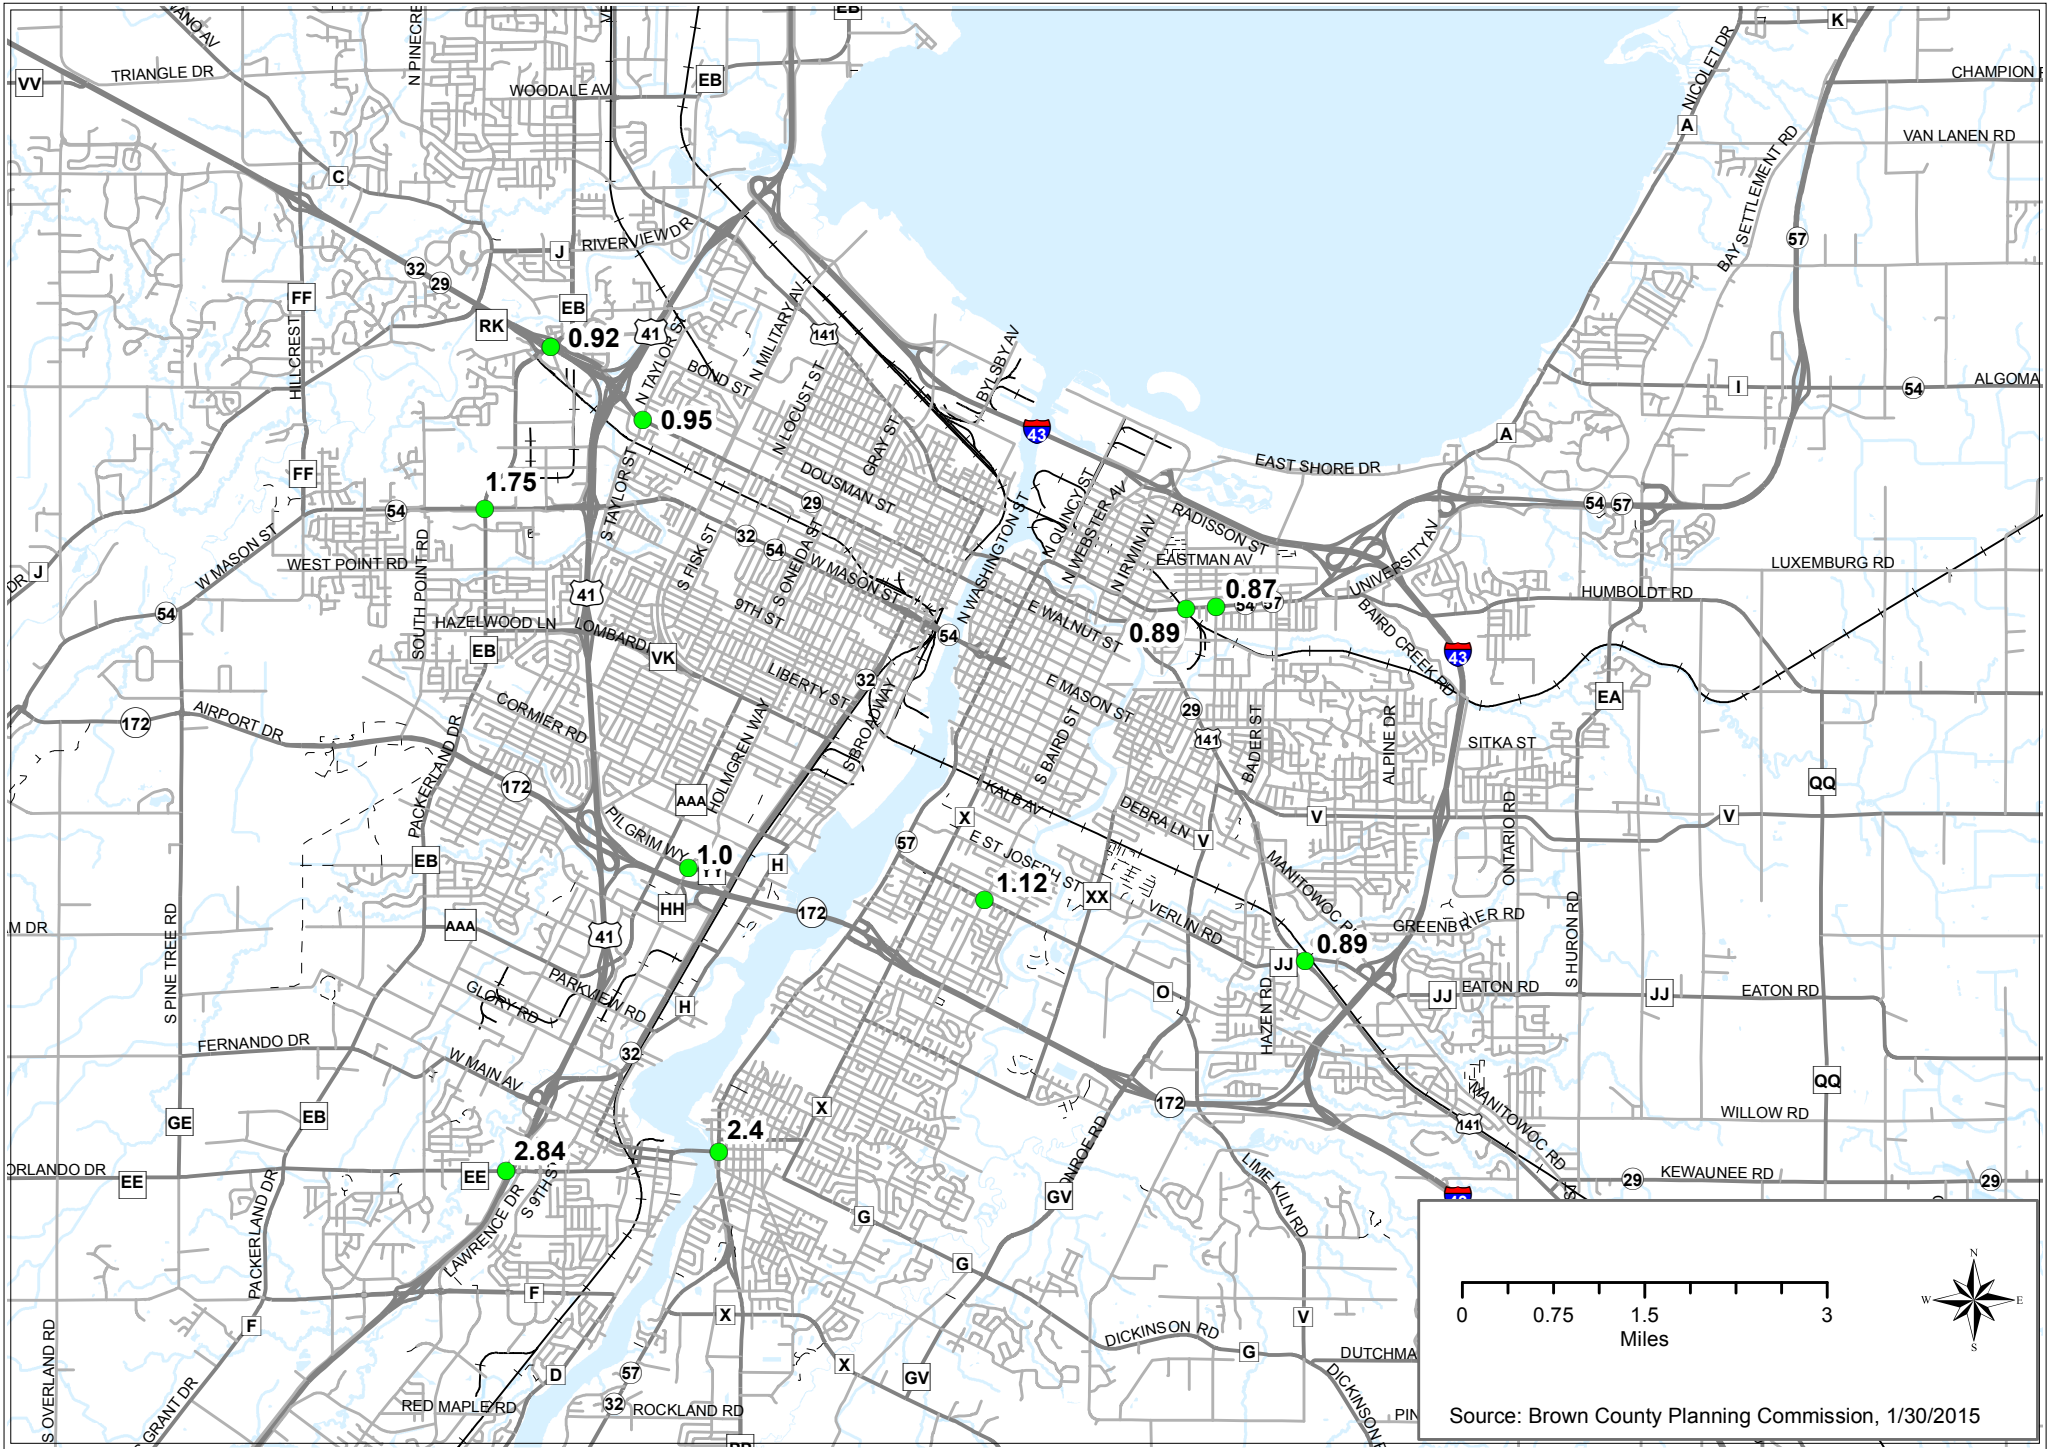 EB
K
VV
TRIANGLE DR
N PINECRE
WOODALE AV
EB
NICOLET DR
CHAMPION
A
VAN LANEN RD
C
BAY SETTLEMENT RD
J
RIVERVIEW DR
57
32
29
FF
EB
RK
0.92
41
141
HILLCREST
N TAYLOR ST
N MILITARY AV
BYLSBY AV
BOND ST
N LOCUST ST
I
54
ALGOMA
0.95
GRAY ST
43
A
FF
1.75
S TAYLOR ST
DOUSMAN ST
EAST SHORE DR
54
29
N QUINCY ST
N WEBSTER AV
RADISSON ST
54
57
W MASON ST
SOUTH POINT RD
S FISK ST
32
54
S ONEIDA ST
W MASON ST
N WASHINGTON ST
N IRWIN AV
EASTMAN AV
UNIVERSITY AV
WEST POINT RD
LUXEMBURG RD
J
DR
41
0.87
54
57
HUMBOLDT RD
54
9TH ST
E WALNUT ST
0.89
BAIRD CREEK RD
HAZELWOOD LN
LOMBARD
54
EB
VK
43
LIBERTY ST
32
E MASON ST
EA
CORMIER RD
AIRPORT DR
172
HOLMGREN WAY
S BROADWAY
S BAIRD ST
29
141
BADER ST
ALPINE DR
SITKA ST
PACKERLAND DR
172
AAA
KALB AV
QQ
PILGRIM WY
X
DEBRA LN
V
V
ONTARIO RD
57
V
EB
1.0
H
E ST JOSEPH ST
MANITOWOC
1.12
XX
HH
172
AAA
41
VERLIN RD
GREENBRIER RD
S HURON RD
M DR
0.89
S PINE TREE RD
JJ
PARKVIEW RD
GLORY RD
H
O
HAZEN RD
JJ
EATON RD
JJ
EATON RD
FERNANDO DR
32
W MAIN AV
QQ
X
172
GE
EB
141
MANITOWOC RD
WILLOW RD
2.4
2.84
ORLANDO DR
EE
EE
LIME KILN RD
29
KEWAUNEE RD
29
S 9TH S
LAWRENCE DR
GV
G
PACKERLAND DR
G
F
F
X
V
0
0.75
1.5
3
Miles
N
W
E
S
DICKINSON RD
G
DUTCHMA
S OVERLAND RD
D
57
X
GV
DICKINSON
S GRANT DR
RED MAPLE RD
32
ROCKLAND RD
PIN
Source: Brown County Planning Commission, 1/30/2015